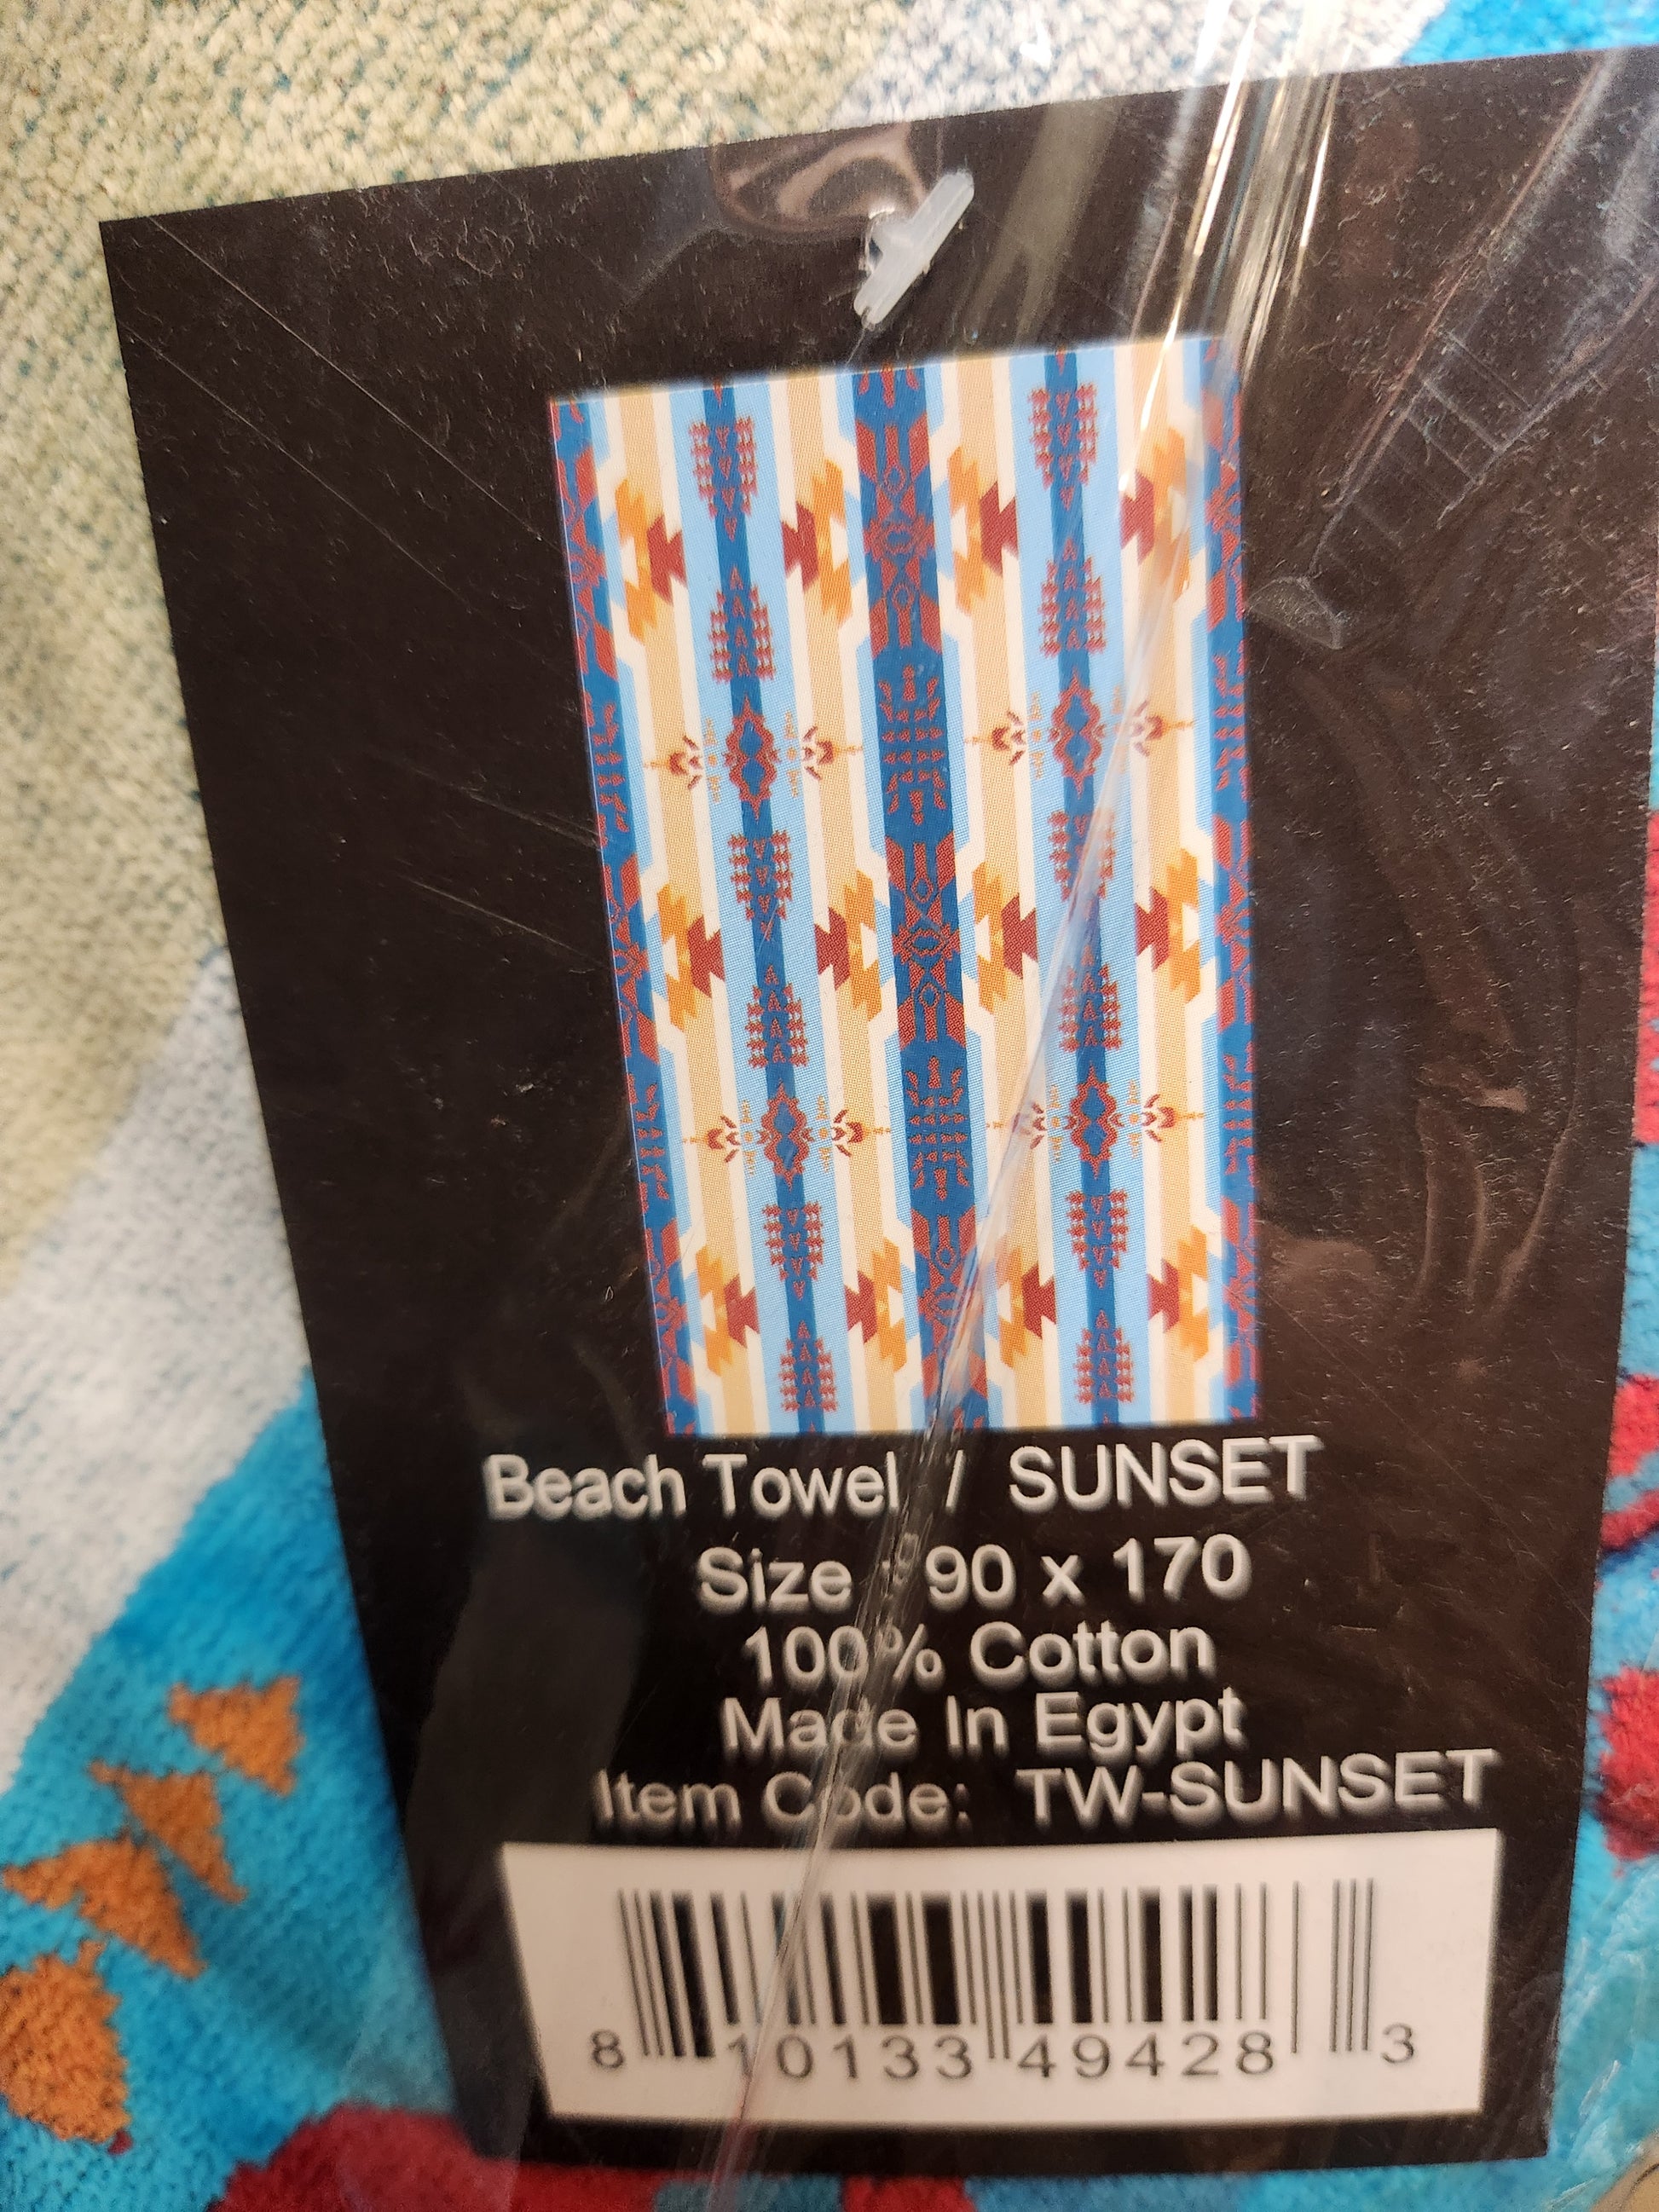 Beach Towel / SUNSET
Size : 90 x 170
100% Cotton
Made In Egypt
Item Code: TW-SUNSET
8 10133 49428 3